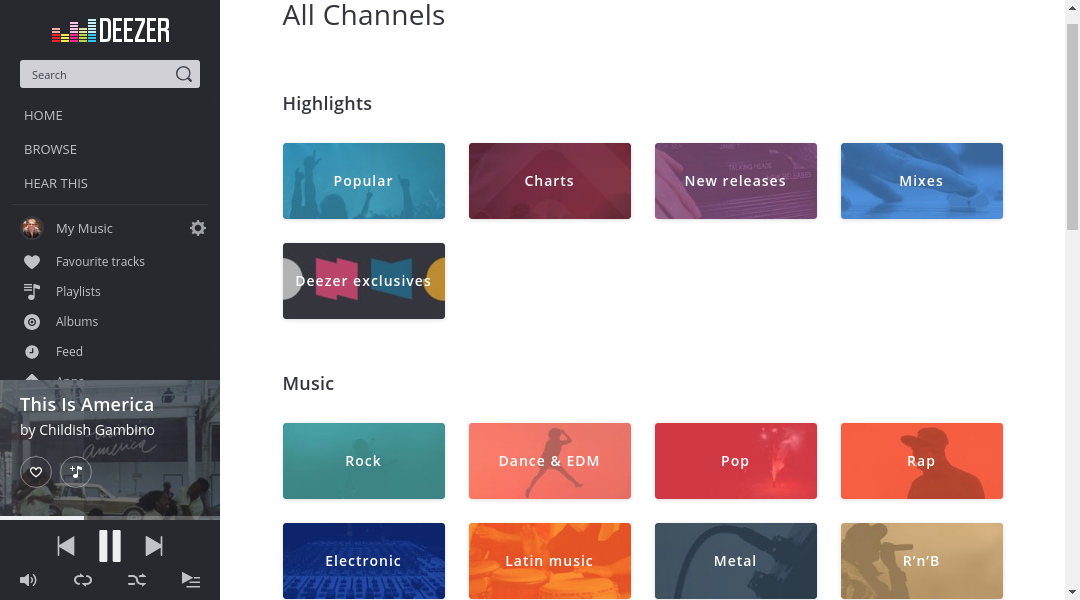 DEEZER
Search
HOME
BROWSE
HEAR THIS
My Music
Favourite tracks
Playlists
Albums
Feed
This Is America
by Childish Gambino
America
All Channels
Highlights
Popular
Charts
New releases
Mixes
Deezer exclusives
Music
Rock
Dance & EDM
Pop
Rap
Electronic
Latin music
Metal
R'n'B